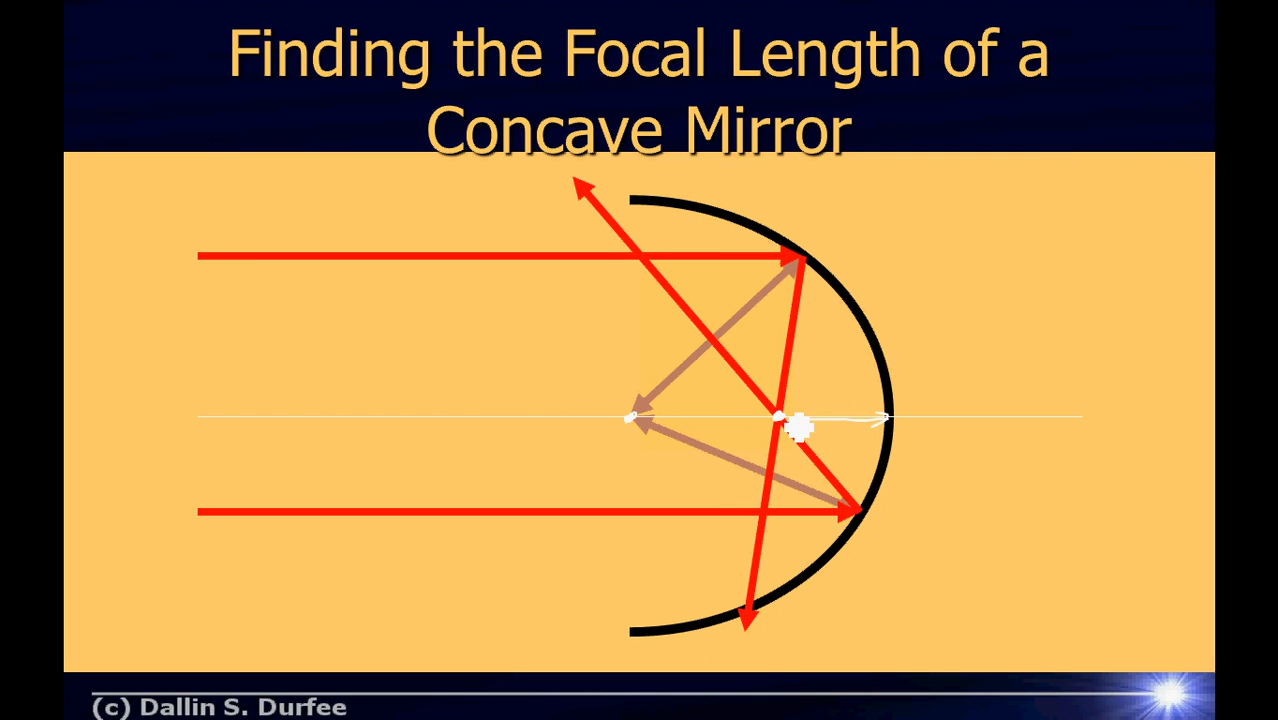 Finding the Focal Length of a
Concave Mirror
(c) Dallin S. Durfee